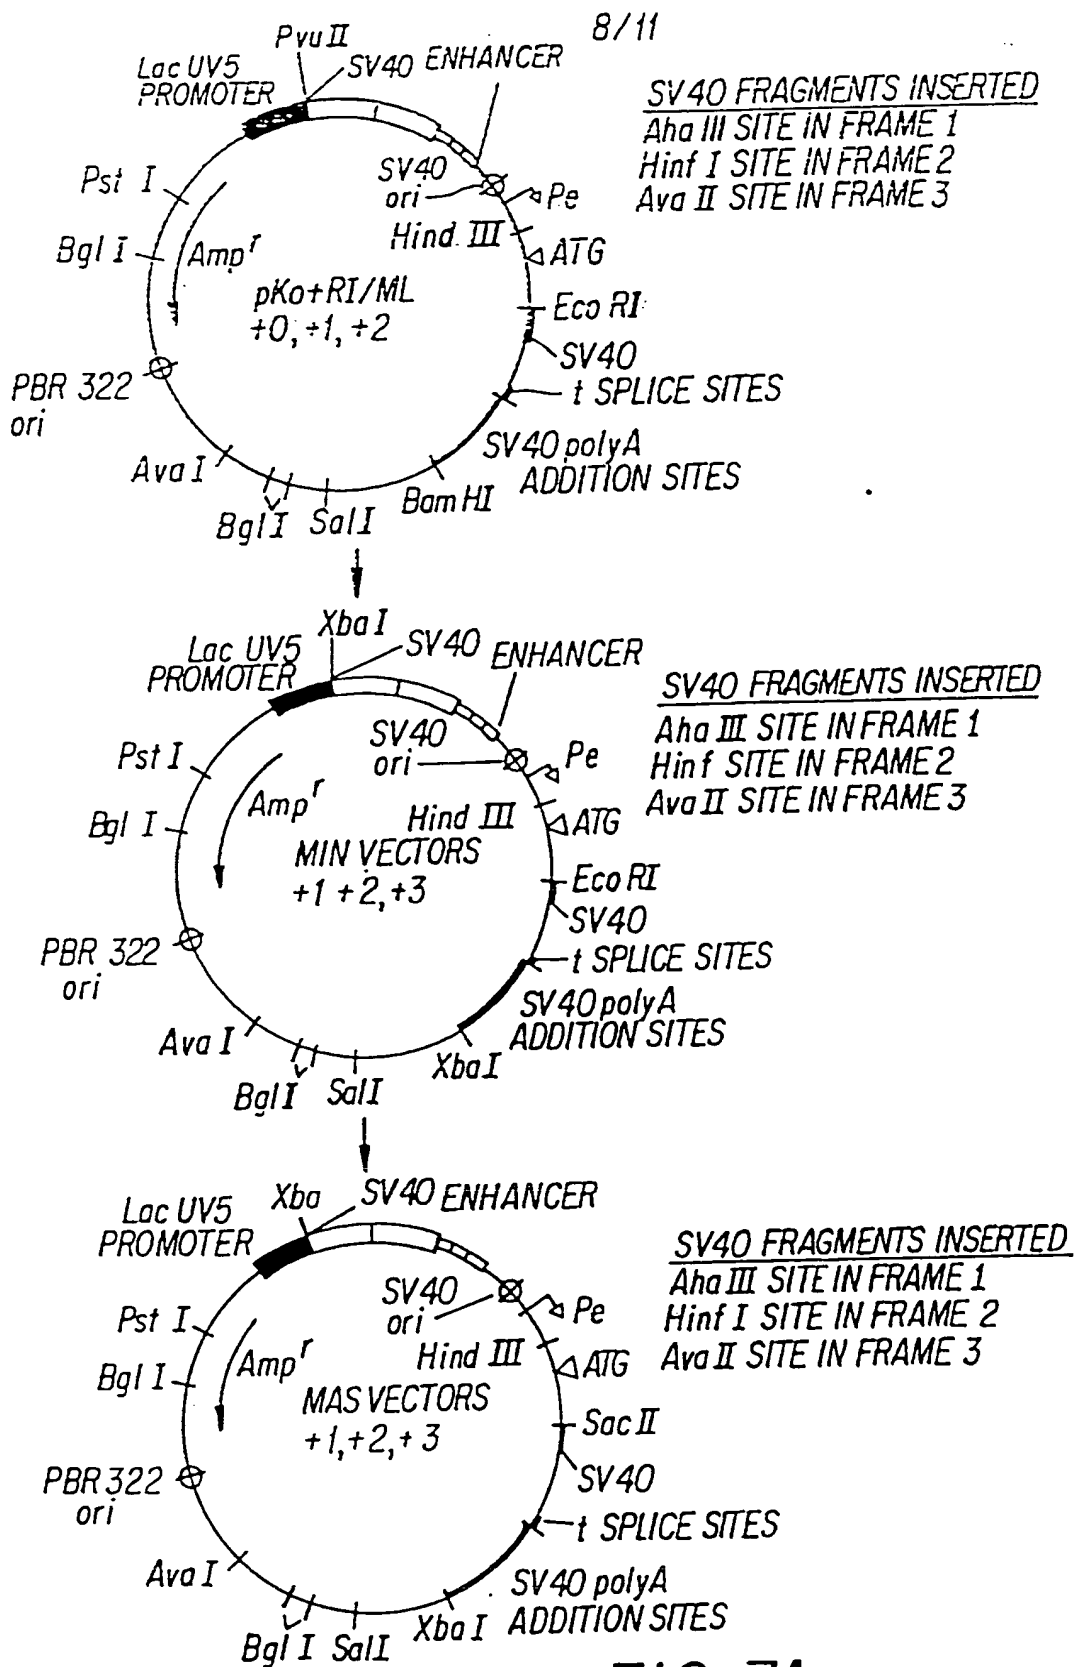 8/11
Pvu II
Lac UV5
PROMOTER
SV40 ENHANCER
SV40 FRAGMENTS INSERTED
Aha III SITE IN FRAME 1
Hinf I SITE IN FRAME 2
Ava II SITE IN FRAME 3
Pst I
SV40
ori
Pe
Bgl I
Amp r
Hind III
ATG
pKo+RI/ML
+0, +1, +2
Eco RI
SV40
t SPLICE SITES
PBR 322
ori
SV40 polyA
ADDITION SITES
Ava I
Bgl I
Sal I
Bam HI
Xba I
Lac UV5
PROMOTER
SV40 ENHANCER
SV40 FRAGMENTS INSERTED
Aha III SITE IN FRAME 1
Hinf SITE IN FRAME 2
Ava II SITE IN FRAME 3
Pst I
SV40
ori
Pe
Bgl I
Amp r
Hind III
ATG
MIN VECTORS
+1 +2, +3
Eco RI
SV40
t SPLICE SITES
PBR 322
ori
SV40 polyA
ADDITION SITES
Ava I
Bgl I
Sal I
Xba I
Lac UV5
PROMOTER
Xba
SV40 ENHANCER
SV40 FRAGMENTS INSERTED
Aha III SITE IN FRAME 1
Hinf I SITE IN FRAME 2
Ava II SITE IN FRAME 3
Pst I
SV40
ori
Pe
Bgl I
Amp r
Hind III
ATG
MAS VECTORS
+1, +2, + 3
Sac II
SV40
t SPLICE SITES
PBR 322
ori
SV40 polyA
ADDITION SITES
Ava I
Bgl I
Sal I
Xba I